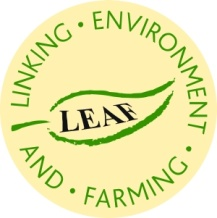 LINKING • ENVIRONMENT
AND • FARMING •
LEAF